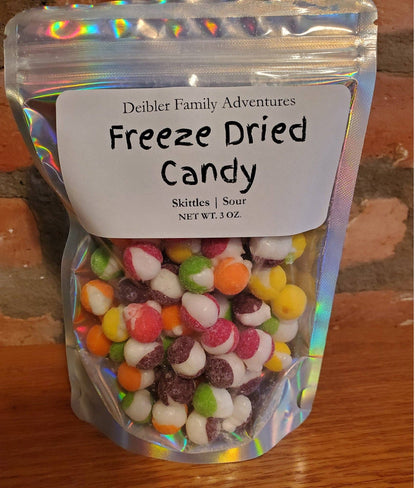 Deibler Family Adventures
Freeze Dried
Candy
Skittles | Sour
NET WT. 3 OZ.